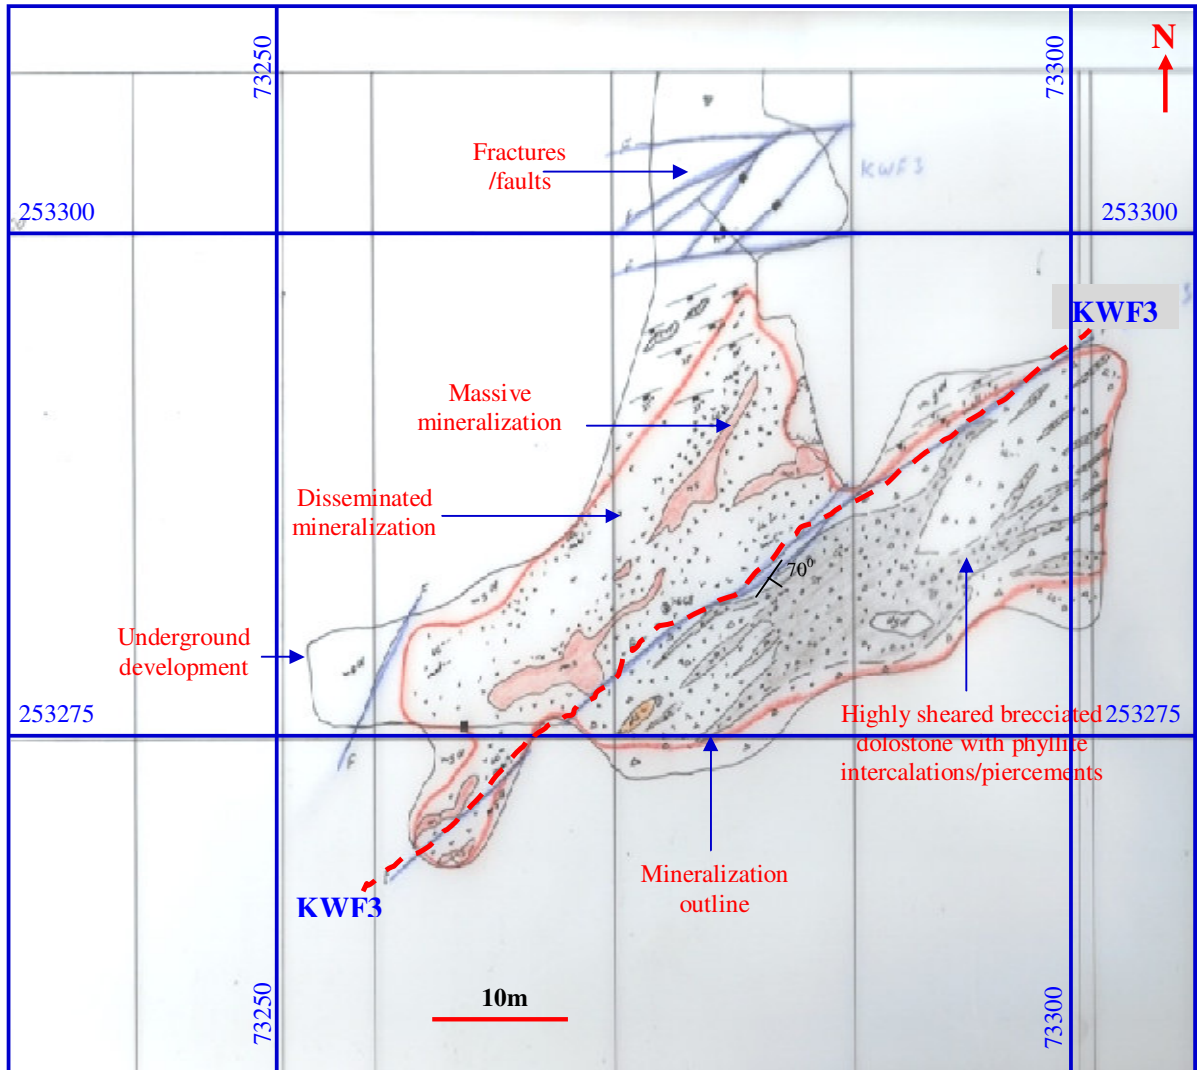 73250
73300
N
Fractures
/faults
KWF3
253300
253300
KWF3
Massive
mineralization
Disseminated
mineralization
70⁰
Underground
development
253275
253275
Highly sheared brecciated
dolostone with phyllite
intercalations/piercements
Mineralization
outline
KWF3
10m
73250
73300
F
F
F
F
F